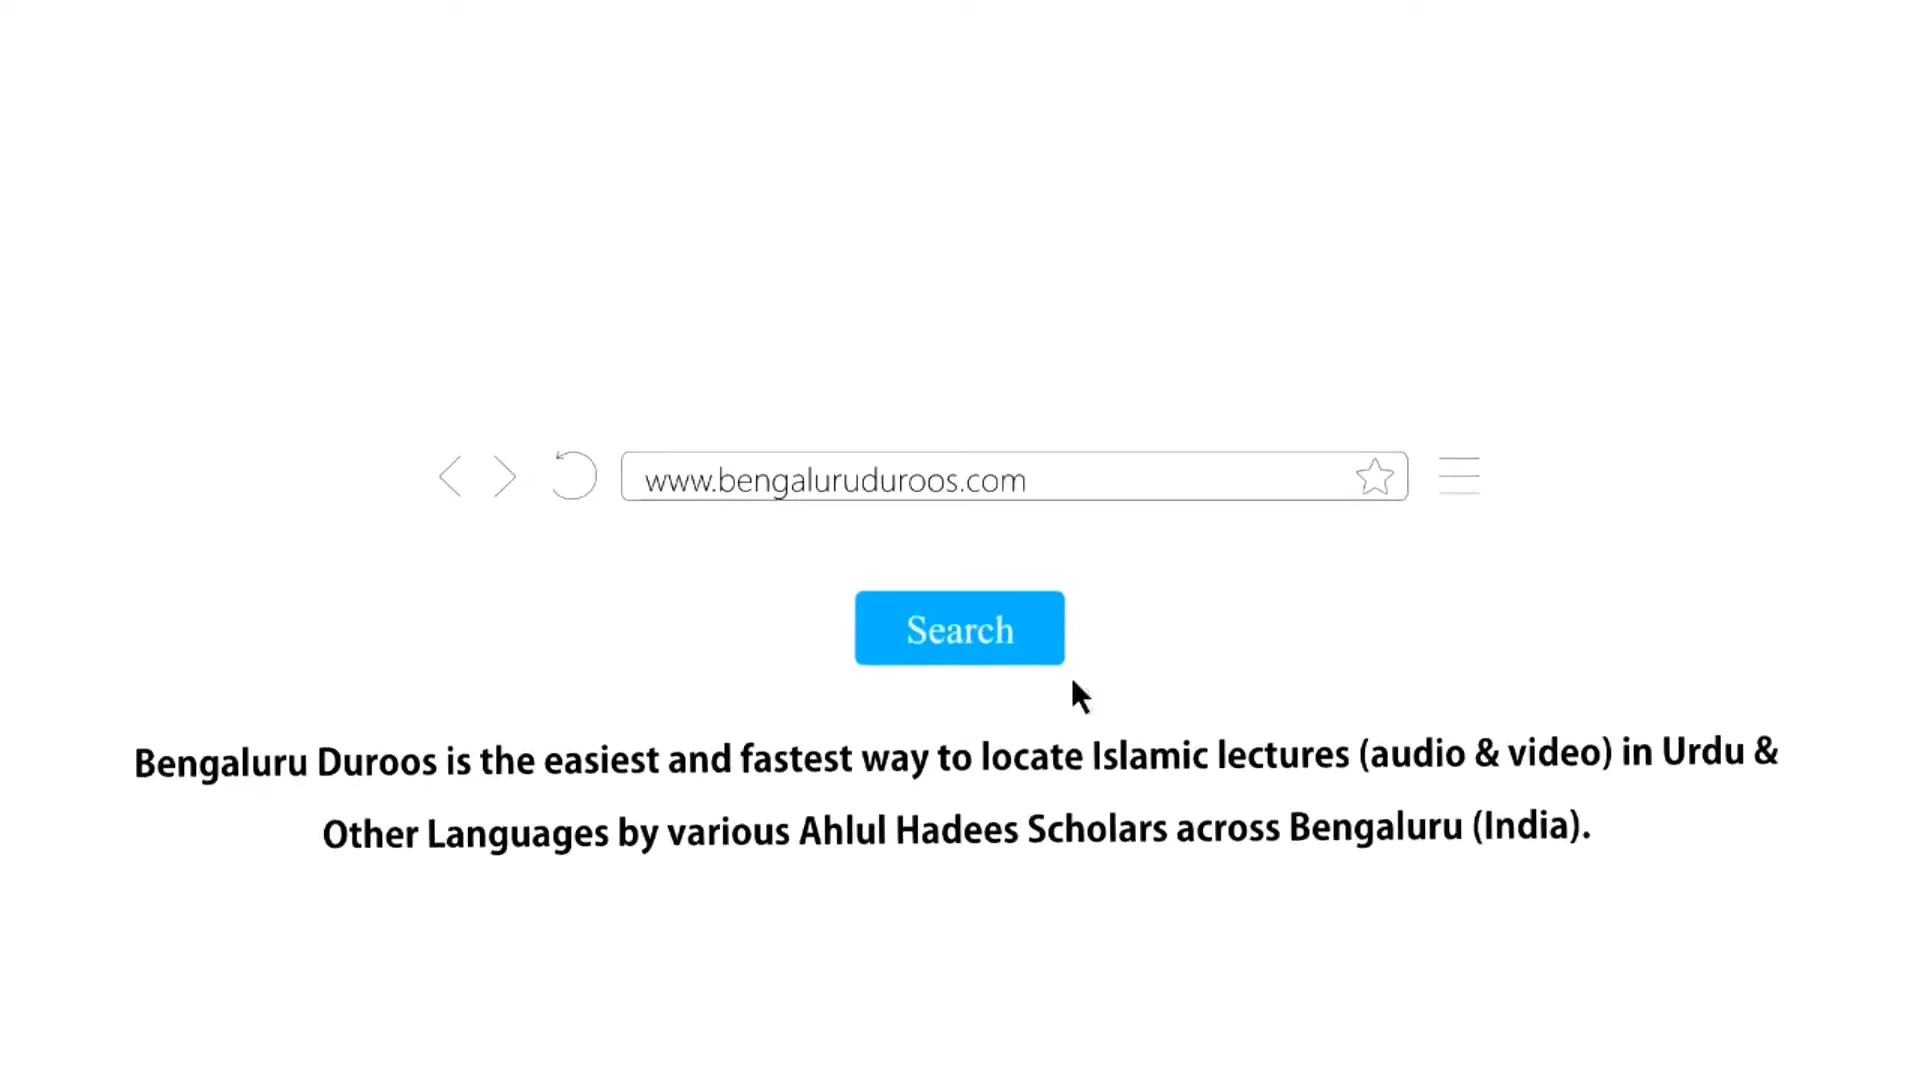 www.bengaluruduroos.com
Search
Bengaluru Duroos is the easiest and fastest way to locate Islamic lectures (audio & video) in Urdu &
Other Languages by various Ahlul Hadees Scholars across Bengaluru (India).